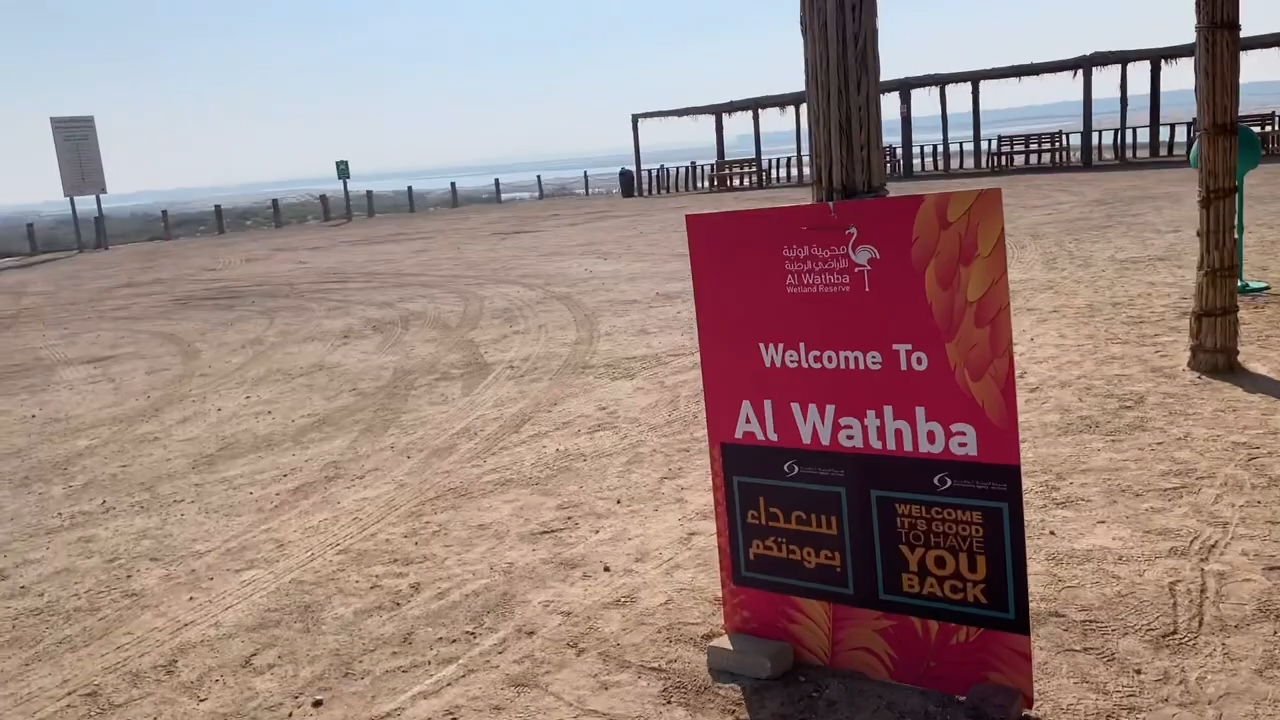 محمية الوثبة
للأراضي الرطبة
Al Wathba
Wetland Reserve
Welcome To
Al Wathba
سعداء
بعودتكم
WELCOME
IT'S GOOD
TO HAVE
YOU
BACK